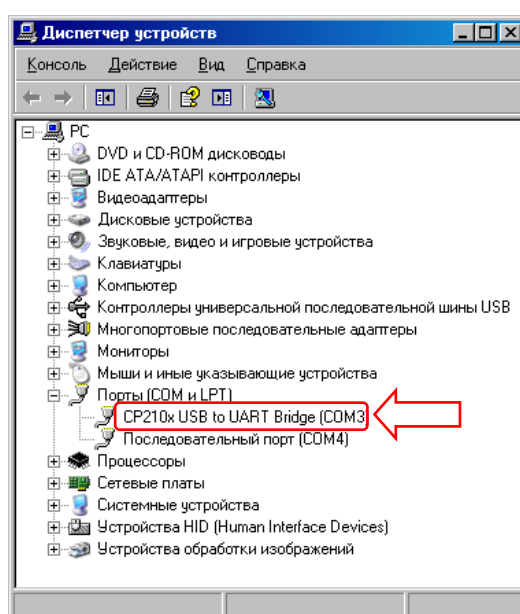 Диспетчер устройств
Консоль Действие Вид Справка
PC
DVD и CD-ROM дисководы
IDE ATA/ATAPI контроллеры
Видеоадаптеры
Дисковые устройства
Звуковые, видео и игровые устройства
Клавиатуры
Компьютер
Контроллеры универсальной последовательной шины USB
Многопортовые последовательные адаптеры
Мониторы
Мыши и иные указывающие устройства
Порты (COM и LPT)
CP210x USB to UART Bridge (COM3
Последовательный порт (COM4)
Процессоры
Сетевые платы
Системные устройства
Устройства HID (Human Interface Devices)
Устройства обработки изображений